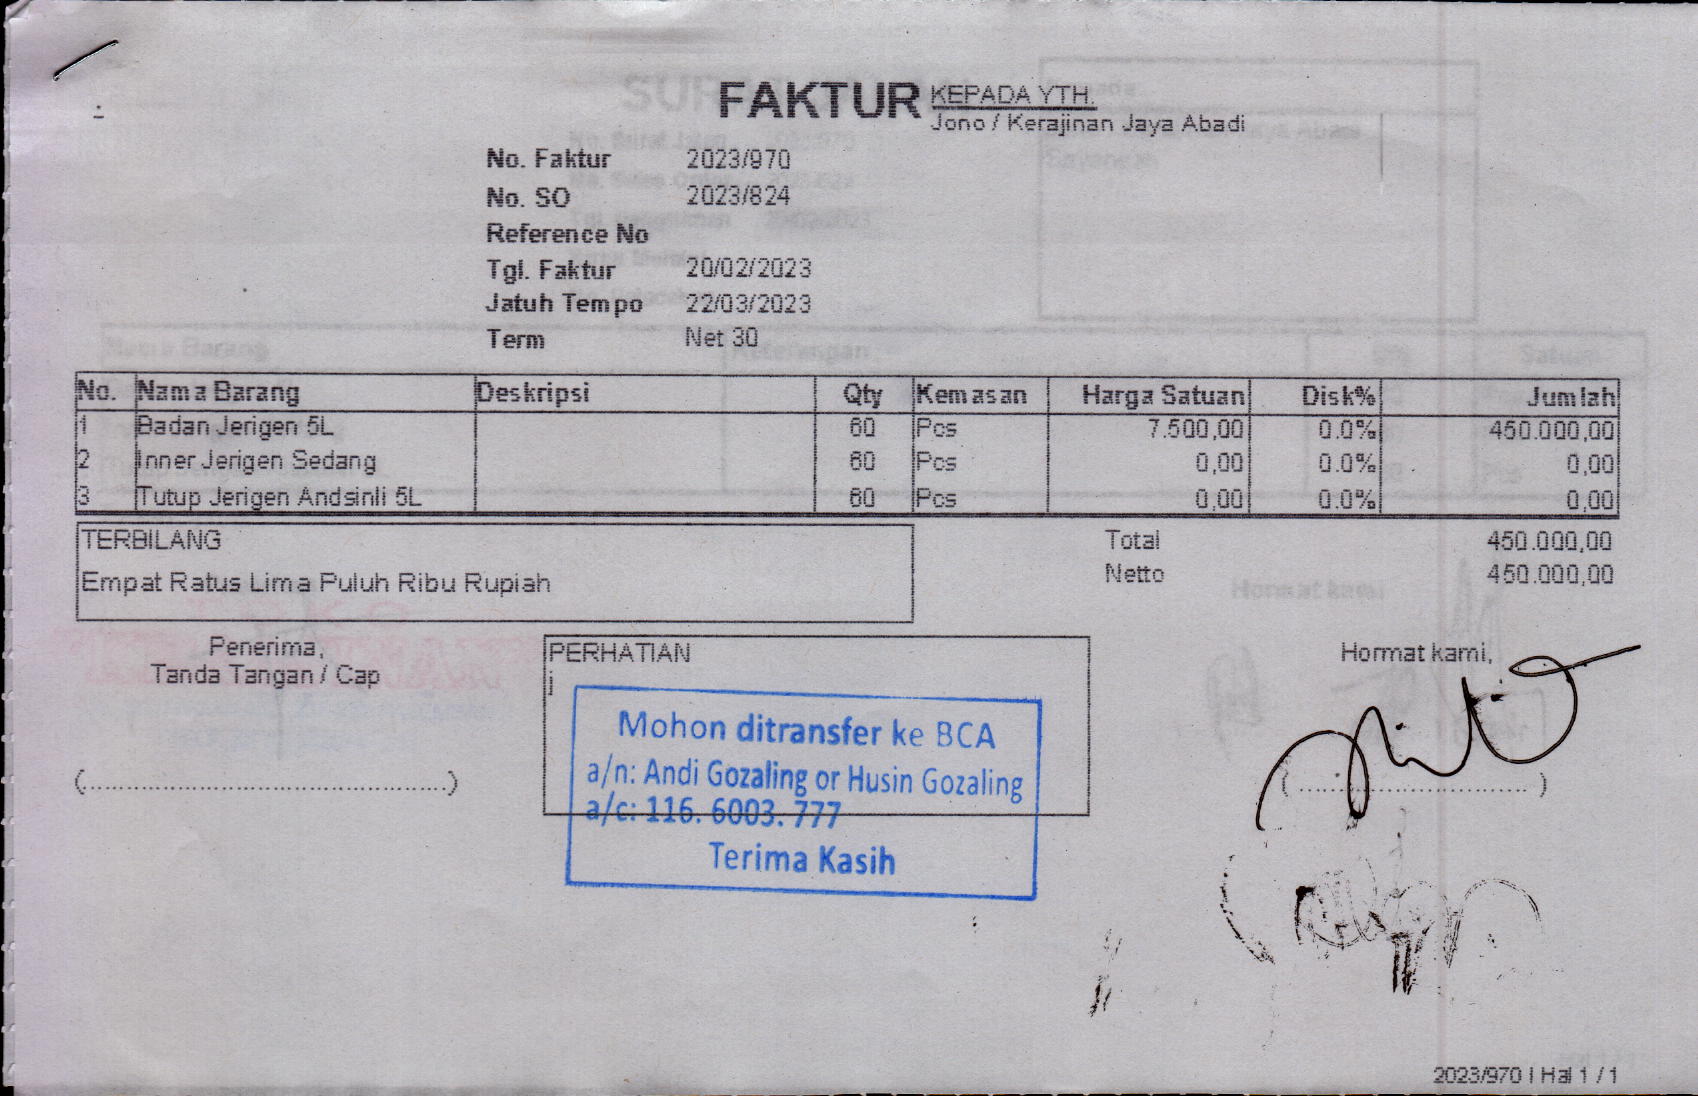 FAKTUR
KEPADA YTH.
Jono / Kerajinan Jaya Abadi
No. Faktur 2023/970
No. SO 2023/824
Reference No
Tgl. Faktur 20/02/2023
Jatuh Tempo 22/03/2023
Term Net 30
No. Nama Barang Deskripsi Qty Kemasan Harga Satuan Disk% Jumlah
1 Badan Jerigen 5L 60 Pcs 7.500,00 0.0% 450.000,00
2 Inner Jerigen Sedang 60 Pcs 0,00 0.0% 0,00
3 Tutup Jerigen Andsinli 5L 60 Pcs 0,00 0.0% 0,00
TERBILANG
Empat Ratus Lima Puluh Ribu Rupiah
Total 450.000,00
Netto 450.000,00
Penerima,
Tanda Tangan / Cap
(................................................)
PERHATIAN
j
Mohon ditransfer ke BCA
a/n: Andi Gozaling or Husin Gozaling
a/c: 116. 6003. 777
Terima Kasih
Hormat kami,
(................................)
2023/970 | Hal 1 / 1